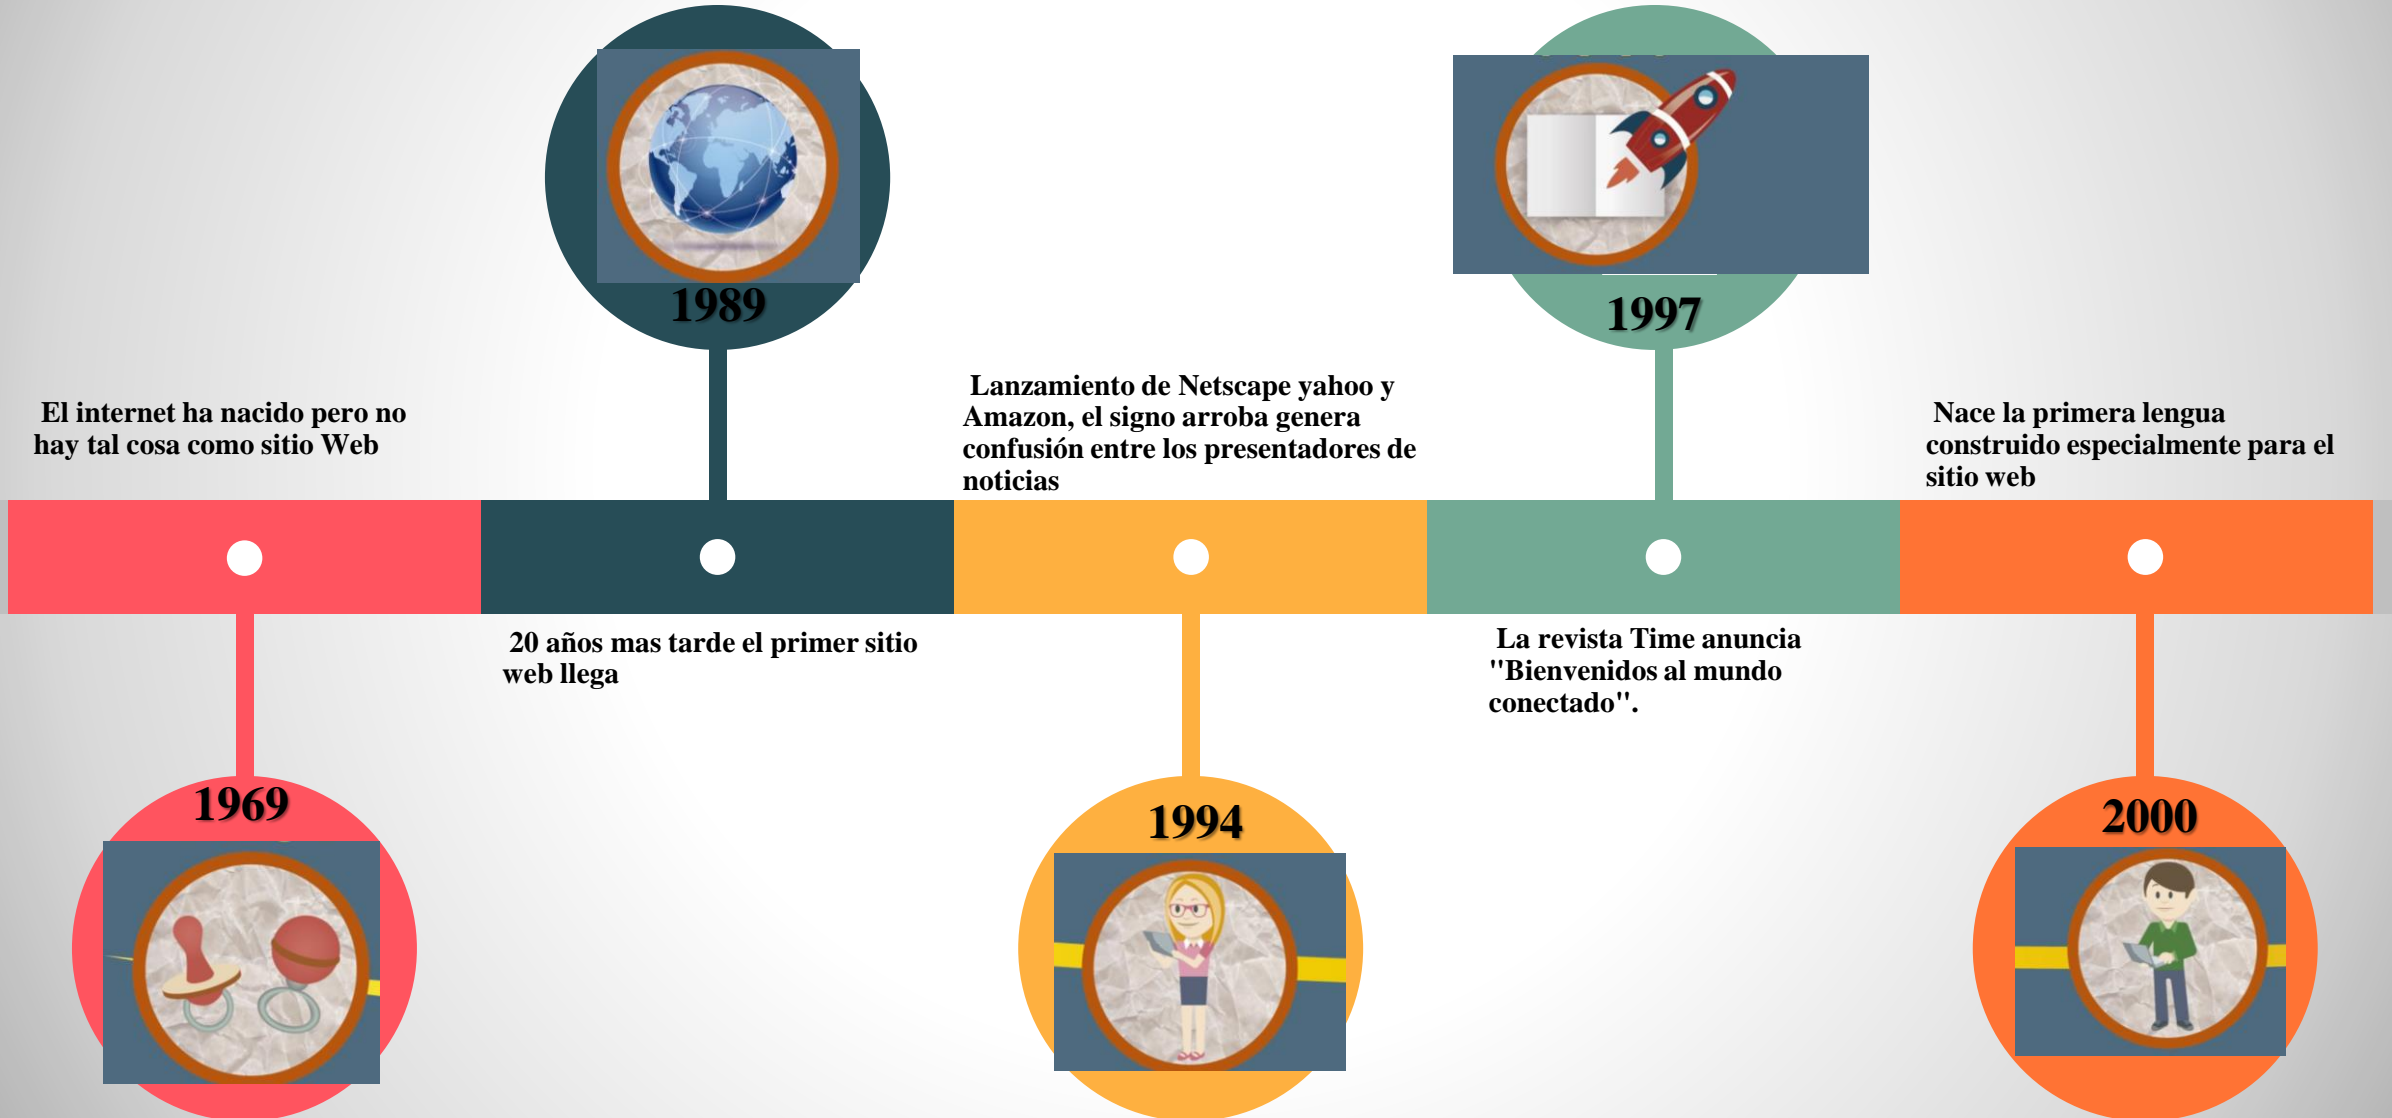 1969
El internet ha nacido pero no
hay tal cosa como sitio Web
1989
20 años mas tarde el primer sitio
web llega
1994
Lanzamiento de Netscape yahoo y
Amazon, el signo arroba genera
confusión entre los presentadores de
noticias
1997
La revista Time anuncia
"Bienvenidos al mundo
conectado".
2000
Nace la primera lengua
construido especialmente para el
sitio web